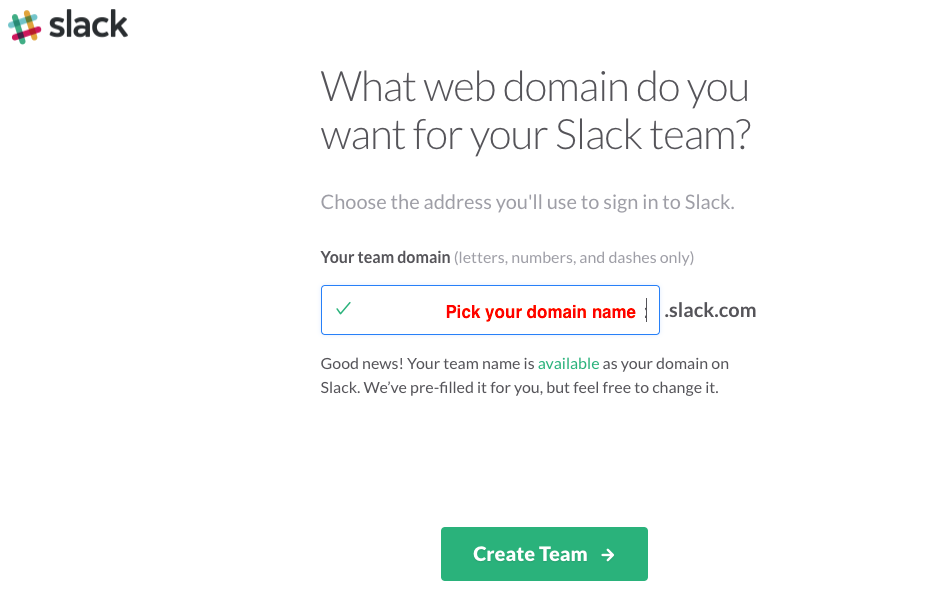 slack
What web domain do you
want for your Slack team?
Choose the address you'll use to sign in to Slack.
Your team domain (letters, numbers, and dashes only)
Pick your domain name .slack.com
Good news! Your team name is available as your domain on
Slack. We’ve pre-filled it for you, but feel free to change it.
Create Team →